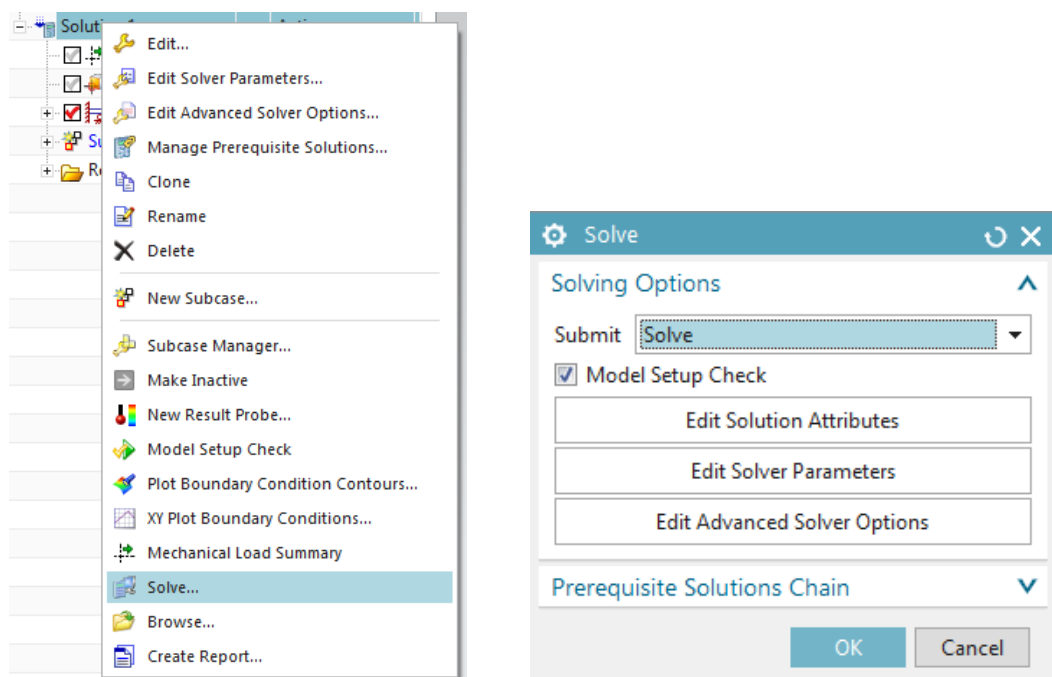 Edit...
Edit Solver Parameters...
Edit Advanced Solver Options...
Manage Prerequisite Solutions...
Clone
Rename
Delete
New Subcase...
Subcase Manager...
Make Inactive
New Result Probe...
Model Setup Check
Plot Boundary Condition Contours...
XY Plot Boundary Conditions...
Mechanical Load Summary
Solve...
Browse...
Create Report...
Solve
Solving Options
Submit Solve
Model Setup Check
Edit Solution Attributes
Edit Solver Parameters
Edit Advanced Solver Options
Prerequisite Solutions Chain
OK Cancel